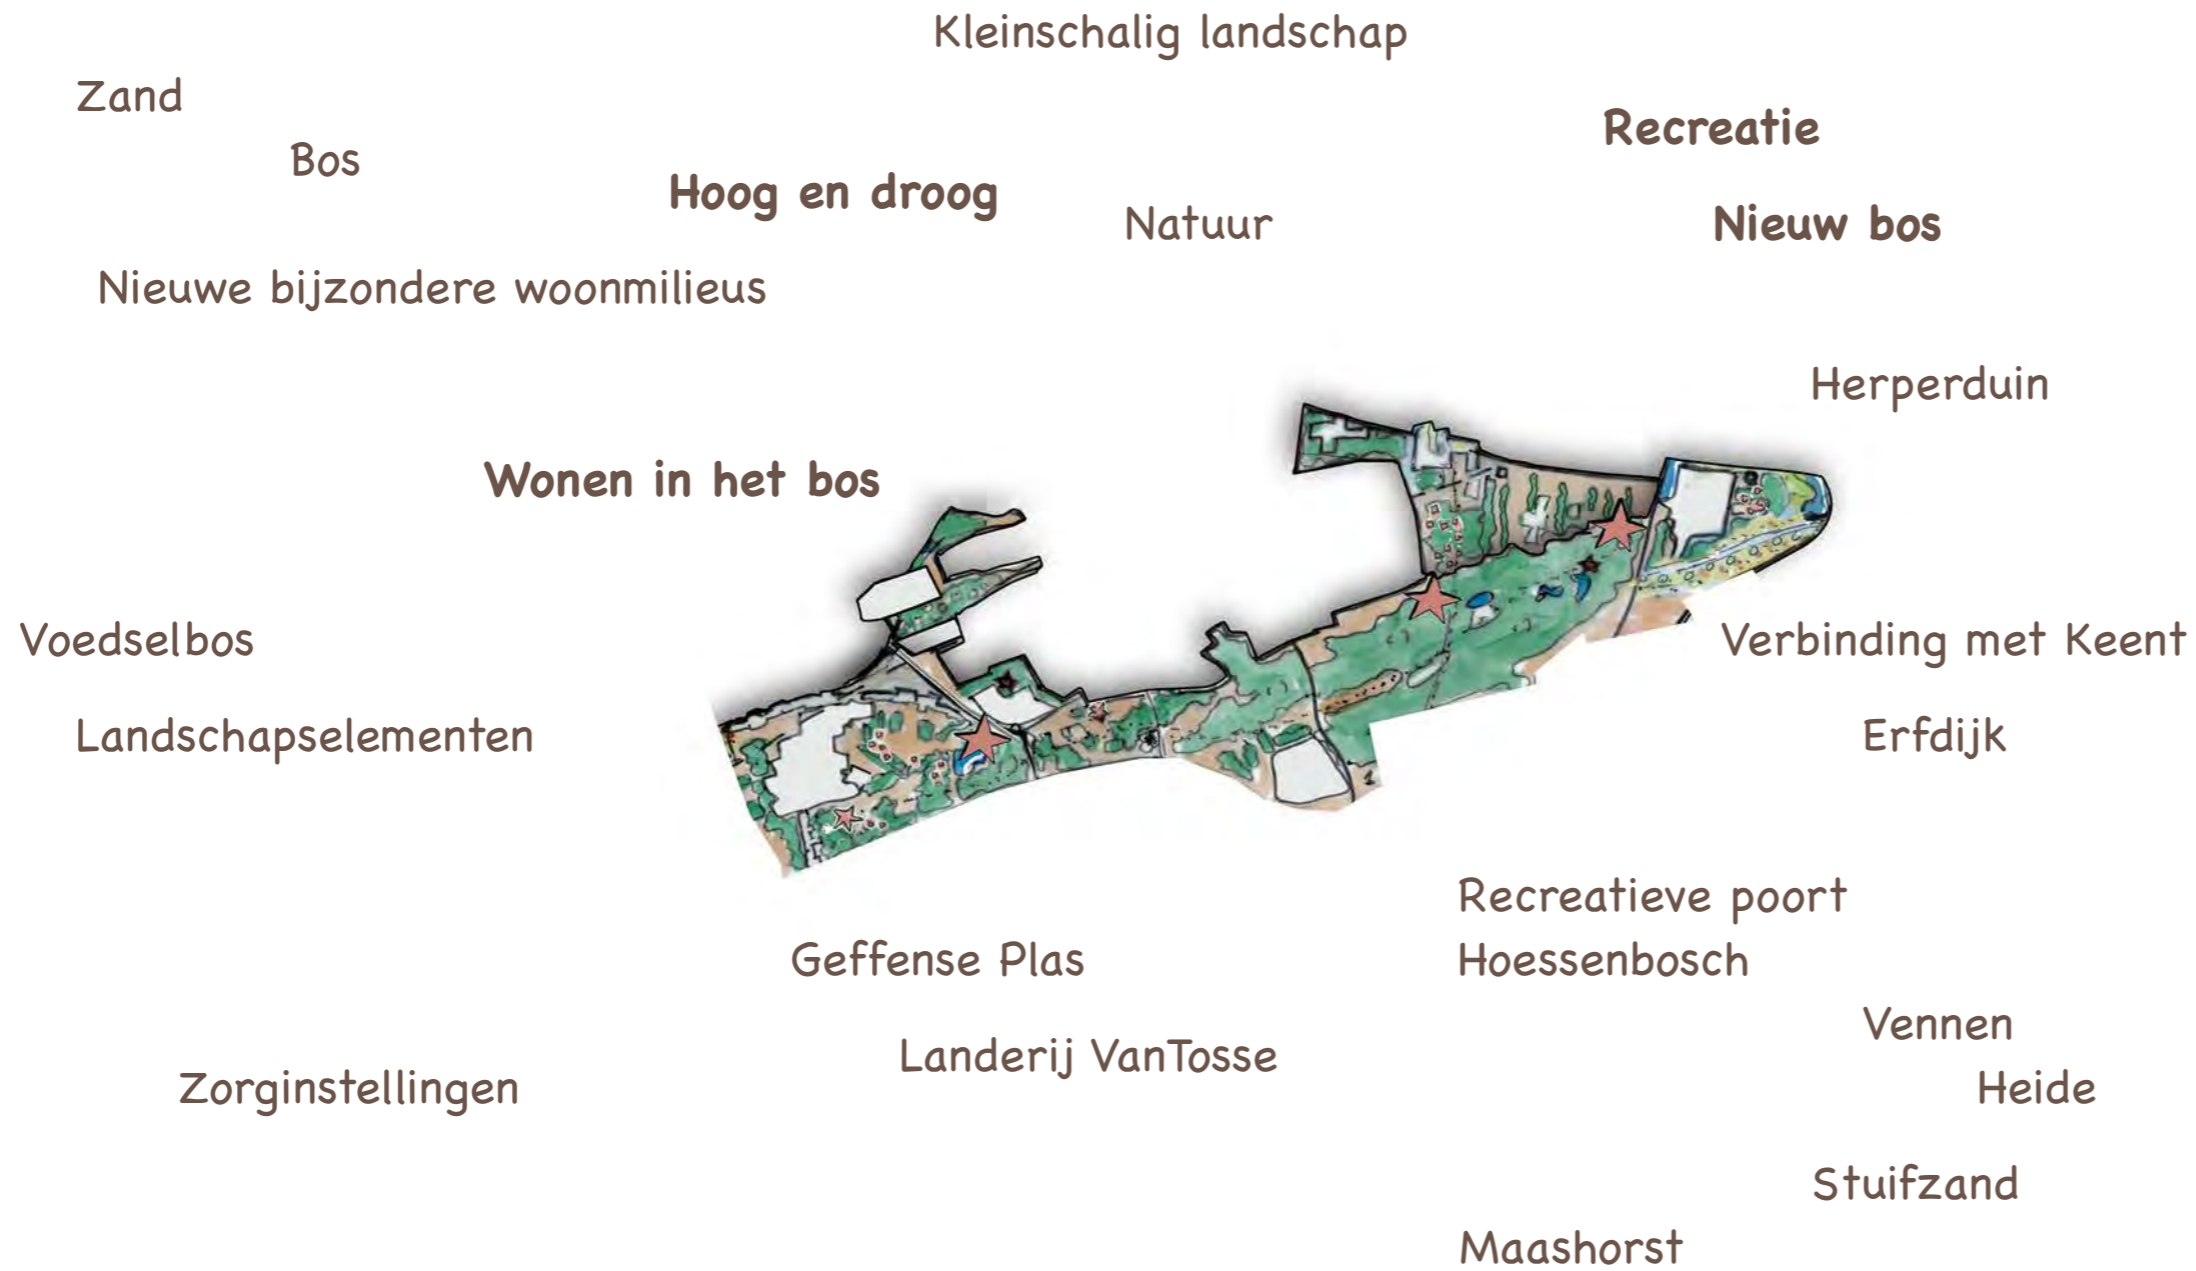 Kleinschalig landschap
Zand
Recreatie
Bos
Hoog en droog
Natuur
Nieuw bos
Nieuwe bijzondere woonmilieus
Herperduin
Wonen in het bos
Voedselbos
Verbinding met Keent
Landschapselementen
Erfdijk
Recreatieve poort
Hoessenbosch
Geffense Plas
Vennen
Landerij VanTosse
Zorginstellingen
Heide
Stuifzand
Maashorst